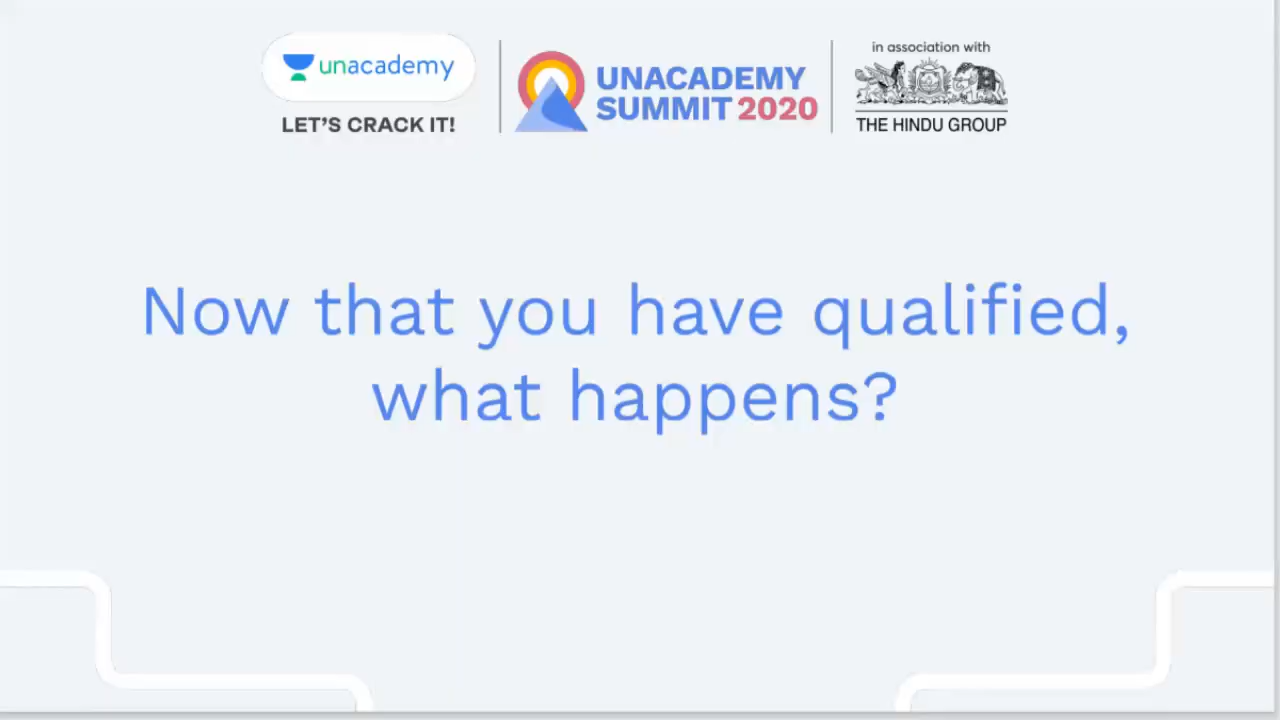 unacademy
LET'S CRACK IT!
UNACADEMY
SUMMIT 2020
in association with
THE HINDU GROUP
Now that you have qualified,
what happens?